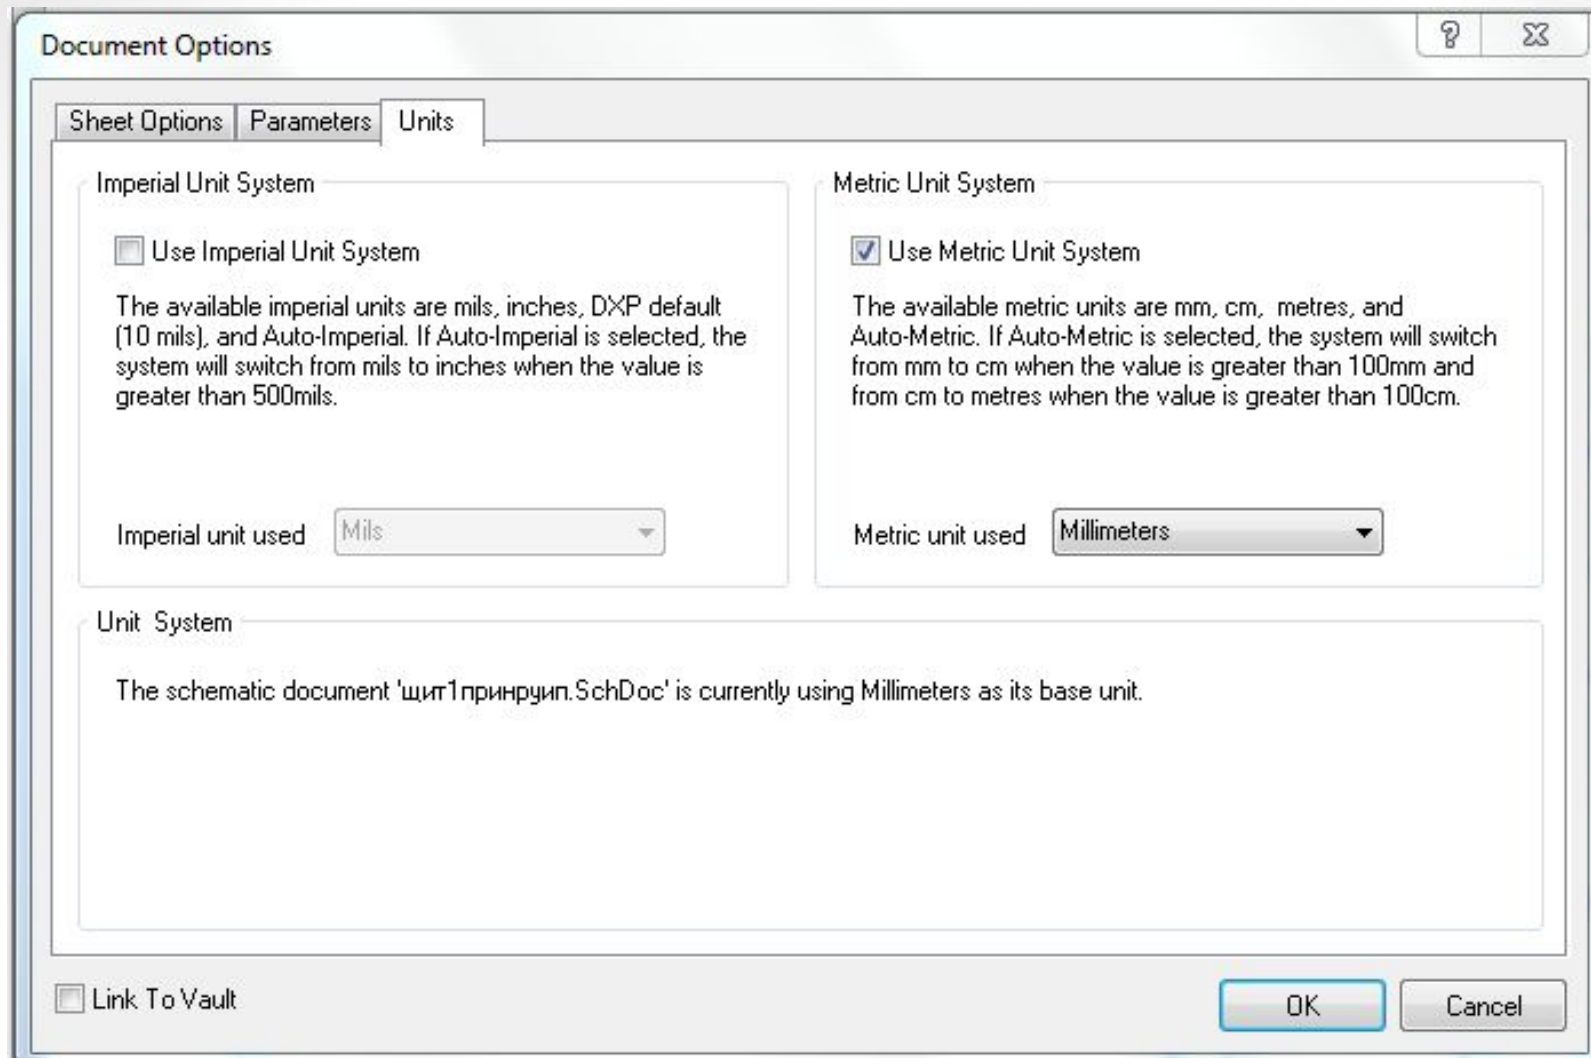 Document Options
Sheet Options Parameters Units
Imperial Unit System
Use Imperial Unit System
The available imperial units are mils, inches, DXP default
(10 mils), and Auto-Imperial. If Auto-Imperial is selected, the
system will switch from mils to inches when the value is
greater than 500mils.
Imperial unit used Mils
Metric Unit System
Use Metric Unit System
The available metric units are mm, cm, metres, and
Auto-Metric. If Auto-Metric is selected, the system will switch
from mm to cm when the value is greater than 100mm and
from cm to metres when the value is greater than 100cm.
Metric unit used Millimeters
Unit System
The schematic document 'щит1принруип.SchDoc' is currently using Millimeters as its base unit.
Link To Vault
OK Cancel